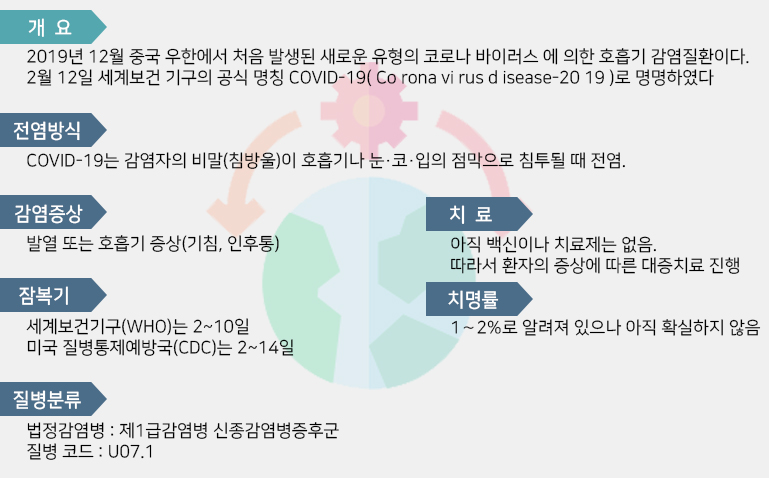 개 요
2019년 12월 중국 우한에서 처음 발생된 새로운 유형의 코로나 바이러스 에 의한 호흡기 감염질환이다.
2월 12일 세계보건 기구의 공식 명칭 COVID-19( Co rona vi rus d isease-20 19 )로 명명하였다
전염방식
COVID-19는 감염자의 비말(침방울)이 호흡기나 눈·코·입의 점막으로 침투될 때 전염.
감염증상
발열 또는 호흡기 증상(기침, 인후통)
잠복기
세계보건기구(WHO)는 2~10일
미국 질병통제예방국(CDC)는 2~14일
치 료
아직 백신이나 치료제는 없음.
따라서 환자의 증상에 따른 대증치료 진행
치명률
1~2%로 알려져 있으나 아직 확실하지 않음
질병분류
법정감염병 : 제1급감염병 신종감염병증후군
질병 코드 : U07.1